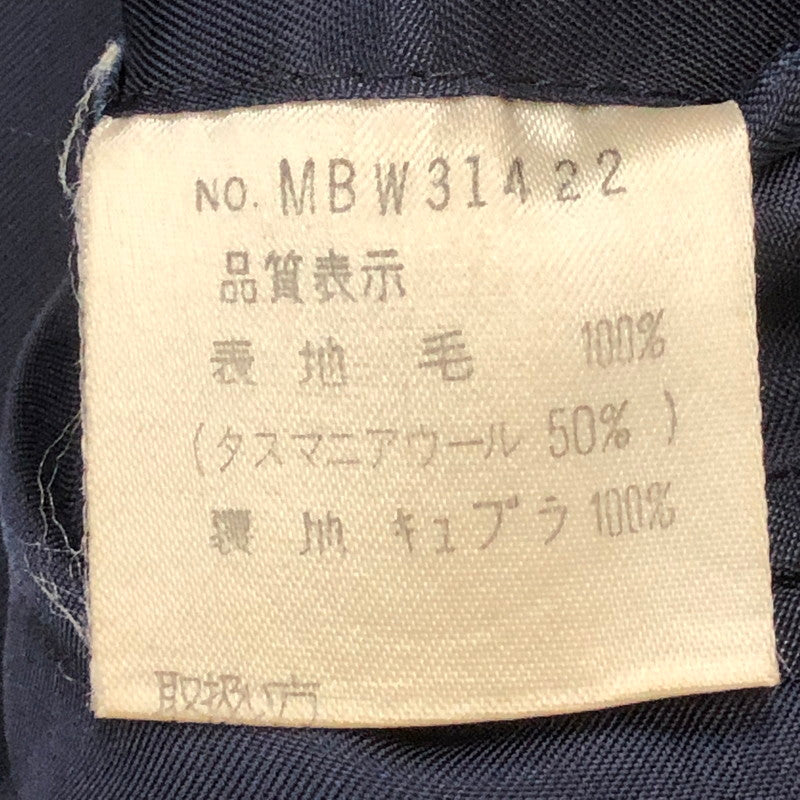 NO. MBW31422
品質表示
表地 毛 100%
(タスマニアウール 50%)
裏地 キュプラ 100%
取扱い方